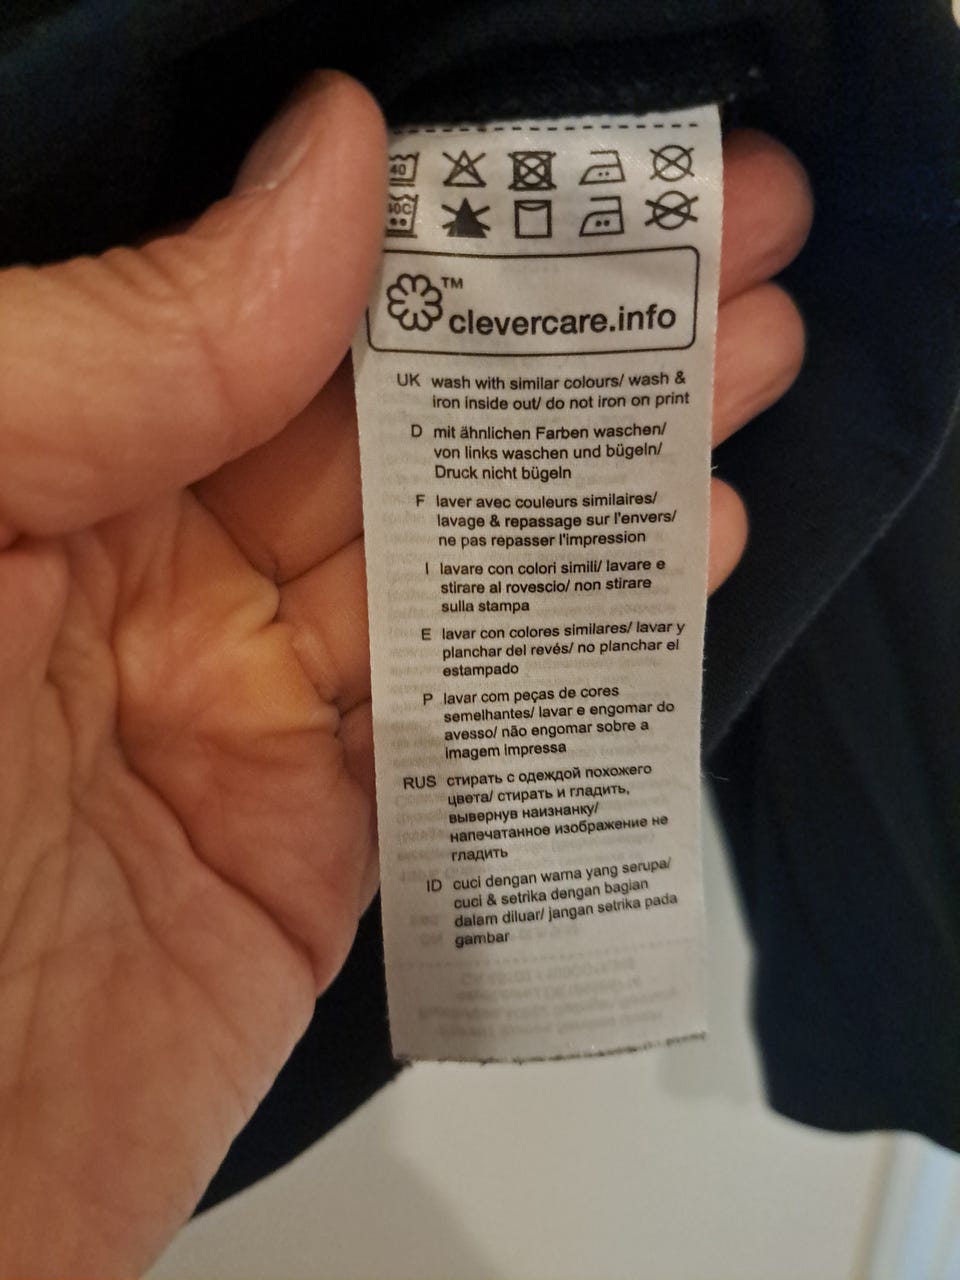 40
TM
clevercare.info
UK wash with similar colours/ wash &
iron inside out/ do not iron on print
D mit ähnlichen Farben waschen/
von links waschen und bügeln/
Druck nicht bügeln
F laver avec couleurs similaires/
lavage & repassage sur l'envers/
ne pas repasser l'impression
I lavare con colori simili/ lavare e
stirare al rovescio/ non stirare
sulla stampa
E lavar con colores similares/ lavar y
planchar del revés/ no planchar el
estampado
P lavar com peças de cores
semelhantes/ lavar e engomar do
avesso/ não engomar sobre a
imagem impressa
RUS стирать с одеждой похожего
цвета/ стирать и гладить,
вывернув наизнанку/
напечатанное изображение не
гладить
ID cuci dengan warna yang serupa/
cuci & setrika dengan bagian
dalam diluar/ jangan setrika pada
gambar